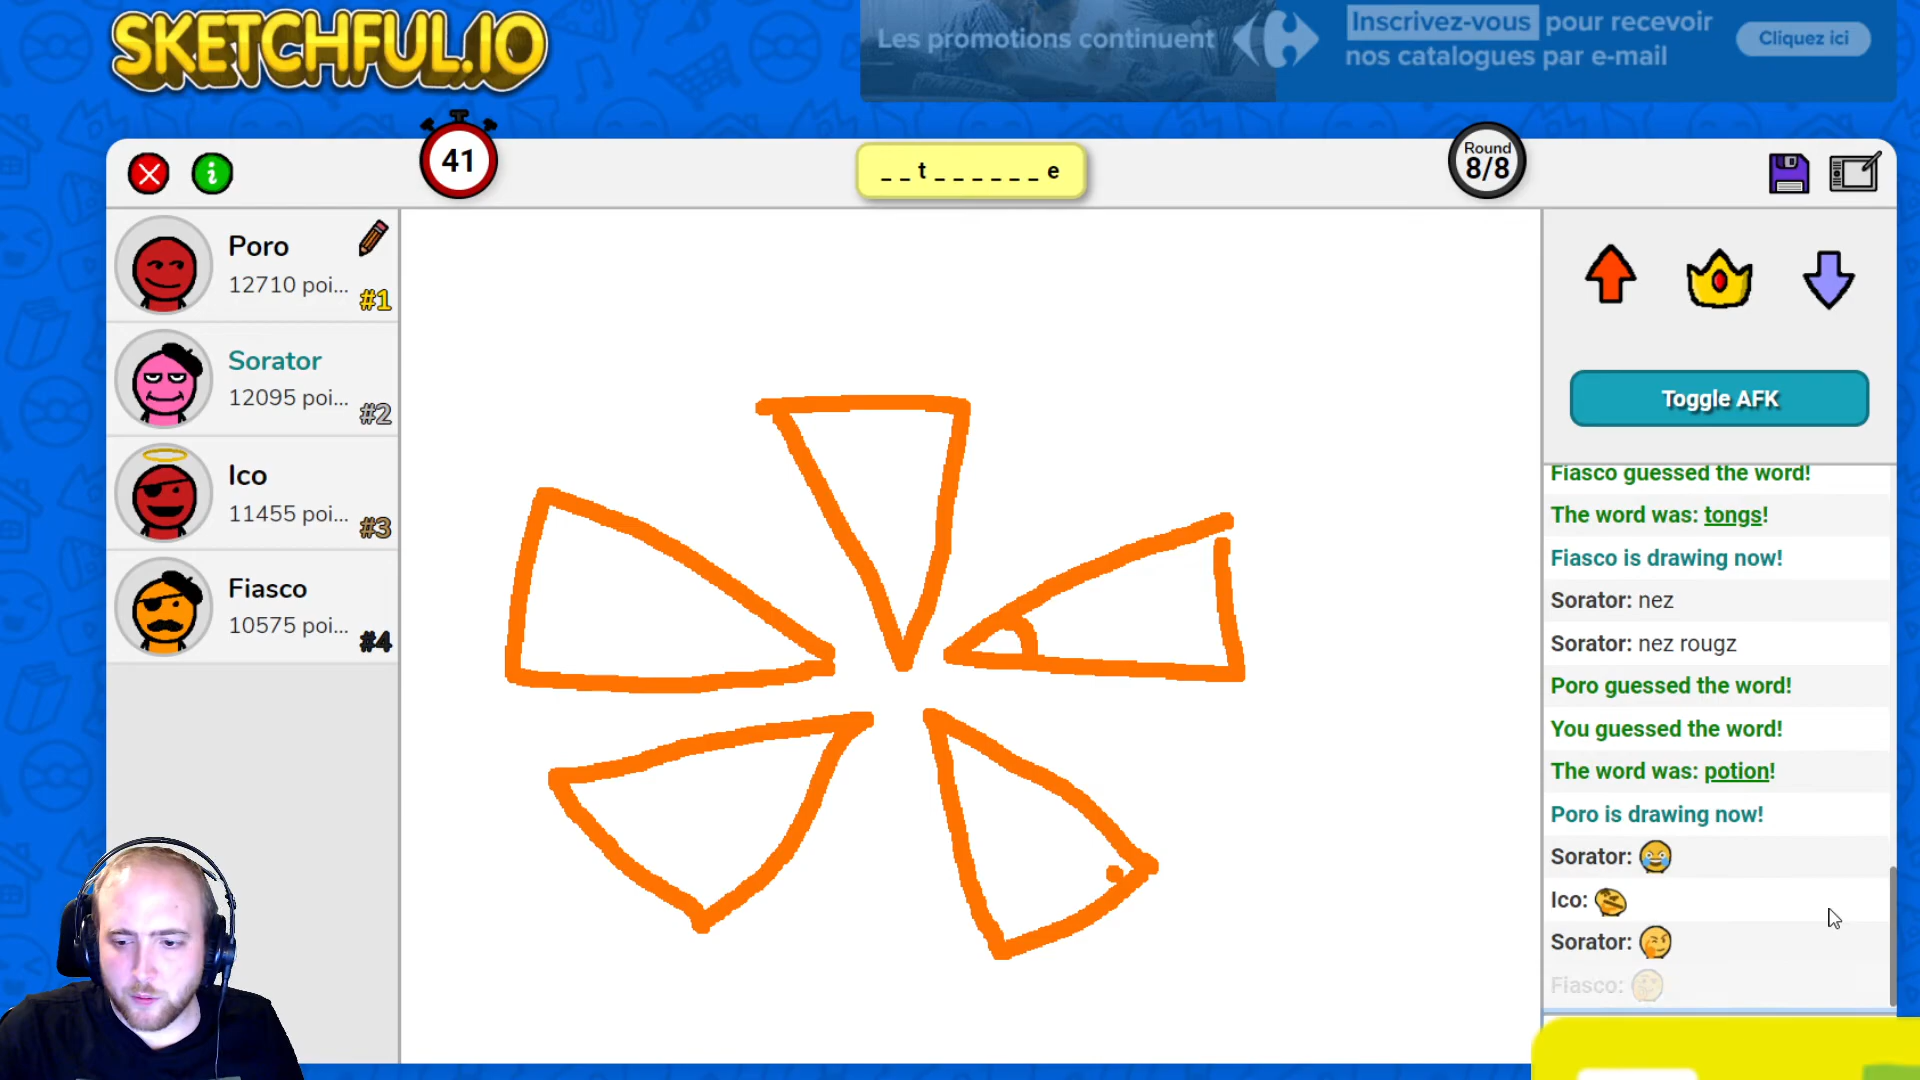 SKETCHFUL.IO
Les promotions continuent
Inscrivez-vous pour recevoir
nos catalogues par e-mail
Cliquez ici
41
_ _ t _ _ _ _ _ _ e
Round
8/8
Poro
12710 poi...
#1
Sorator
12095 poi...
#2
Ico
11455 poi...
#3
Fiasco
10575 poi...
#4
Toggle AFK
Fiasco guessed the word!
The word was: tongs!
Fiasco is drawing now!
Sorator: nez
Sorator: nez rougz
Poro guessed the word!
You guessed the word!
The word was: potion!
Poro is drawing now!
Sorator:
Ico:
Sorator:
Fiasco: